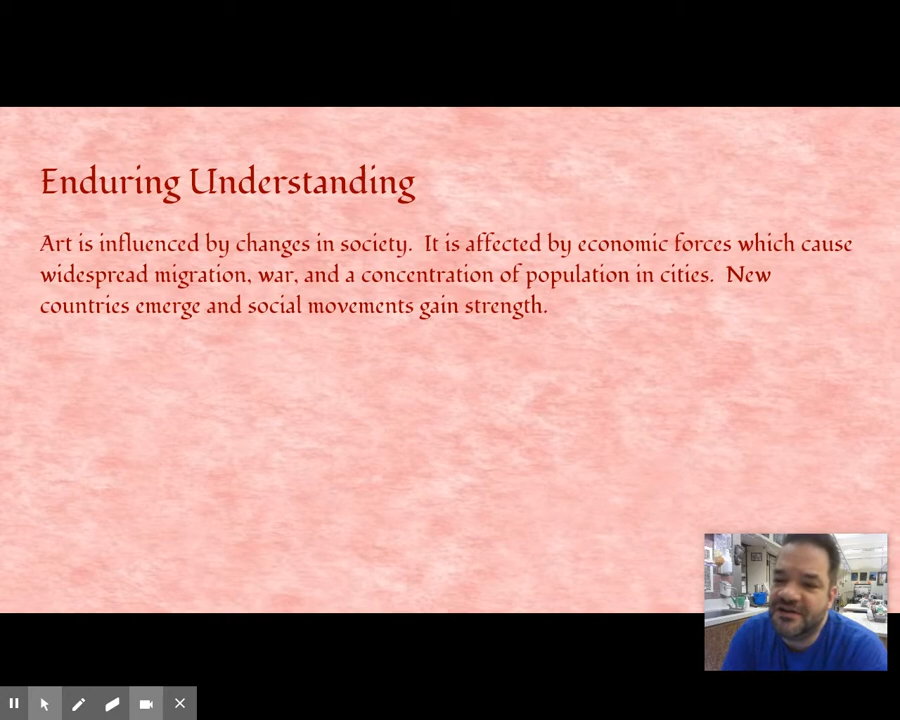 Enduring Understanding
Art is influenced by changes in society.  It is affected by economic forces which cause
widespread migration, war, and a concentration of population in cities.  New
countries emerge and social movements gain strength.